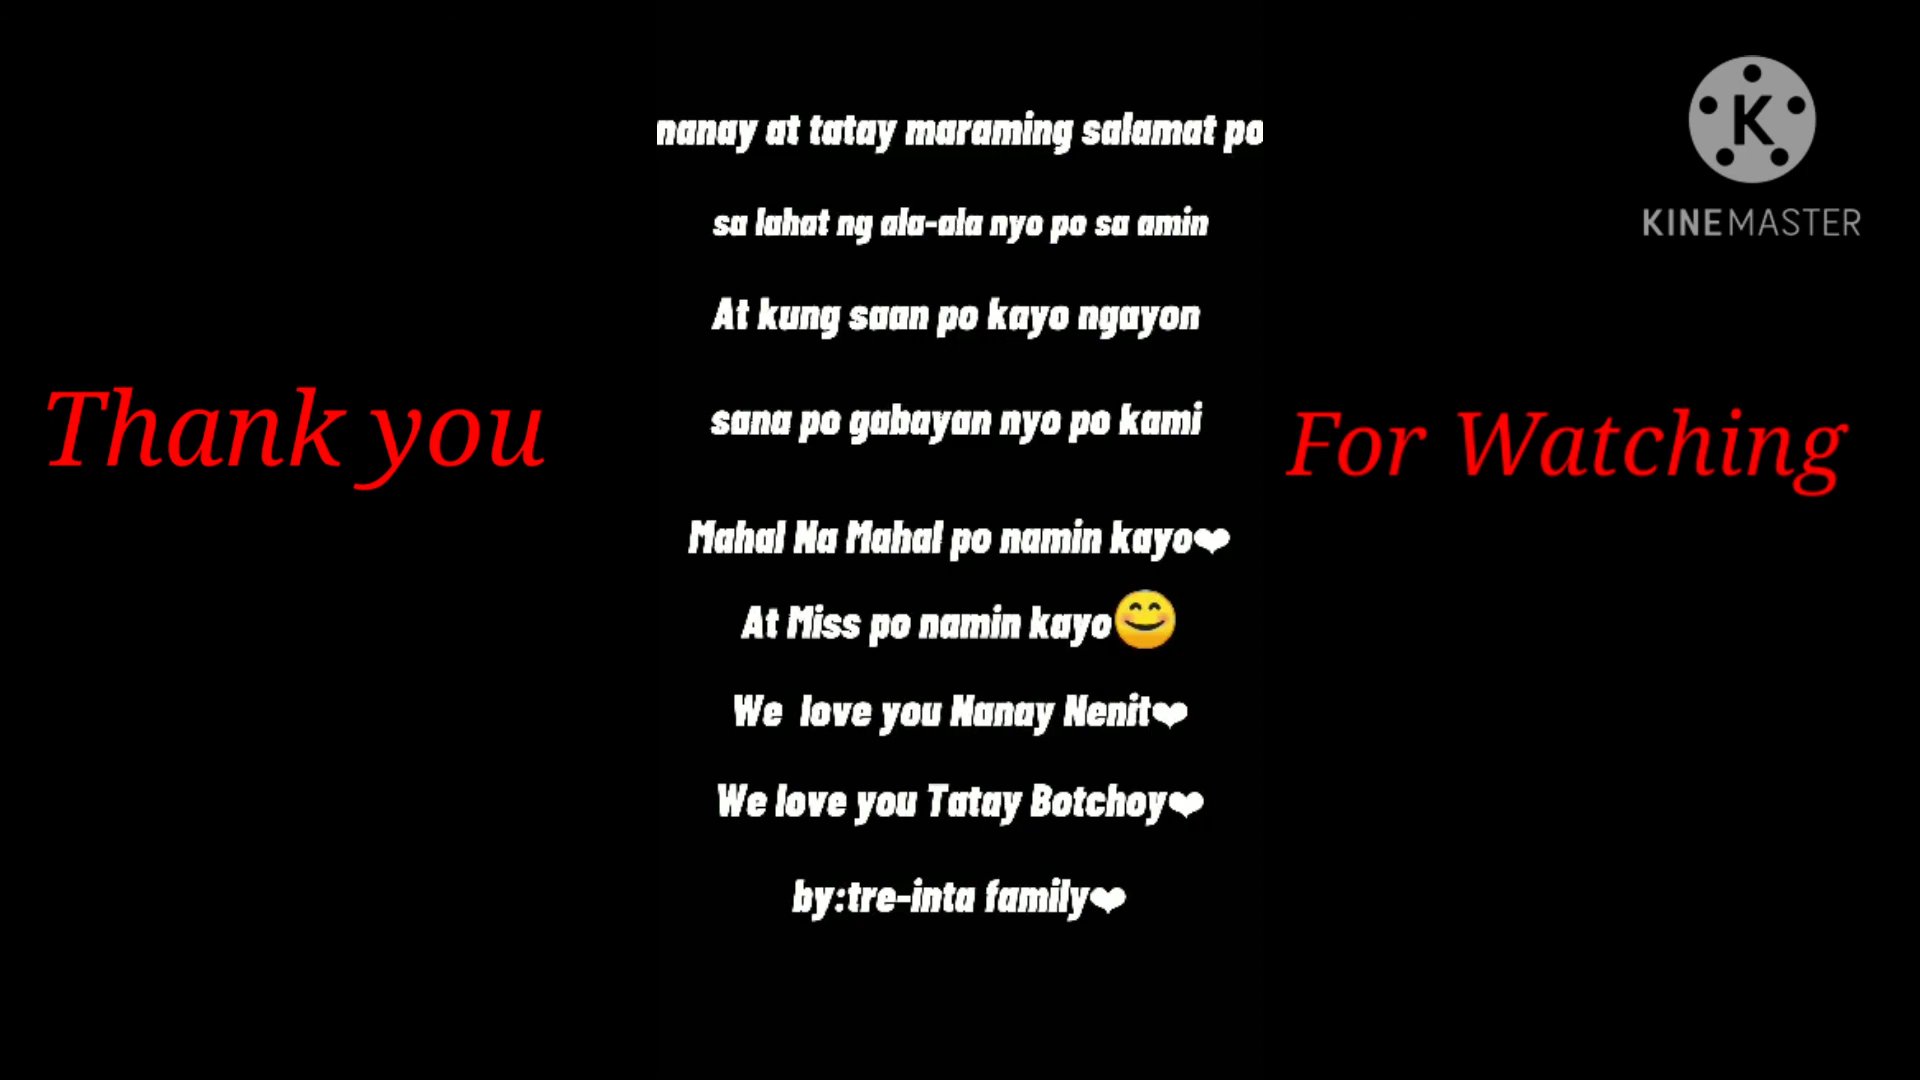 nanay at tatay maraming salamat po
sa lahat ng ala-ala nyo po sa amin
At kung saan po kayo ngayon
sana po gabayan nyo po kami
Mahal Na Mahal po namin kayo❤
At Miss po namin kayo😊
We  love you Nanay Nenit❤
We love you Tatay Botchoy❤
by:tre-inta family❤
Thank you
For Watching
K
KINEMASTER